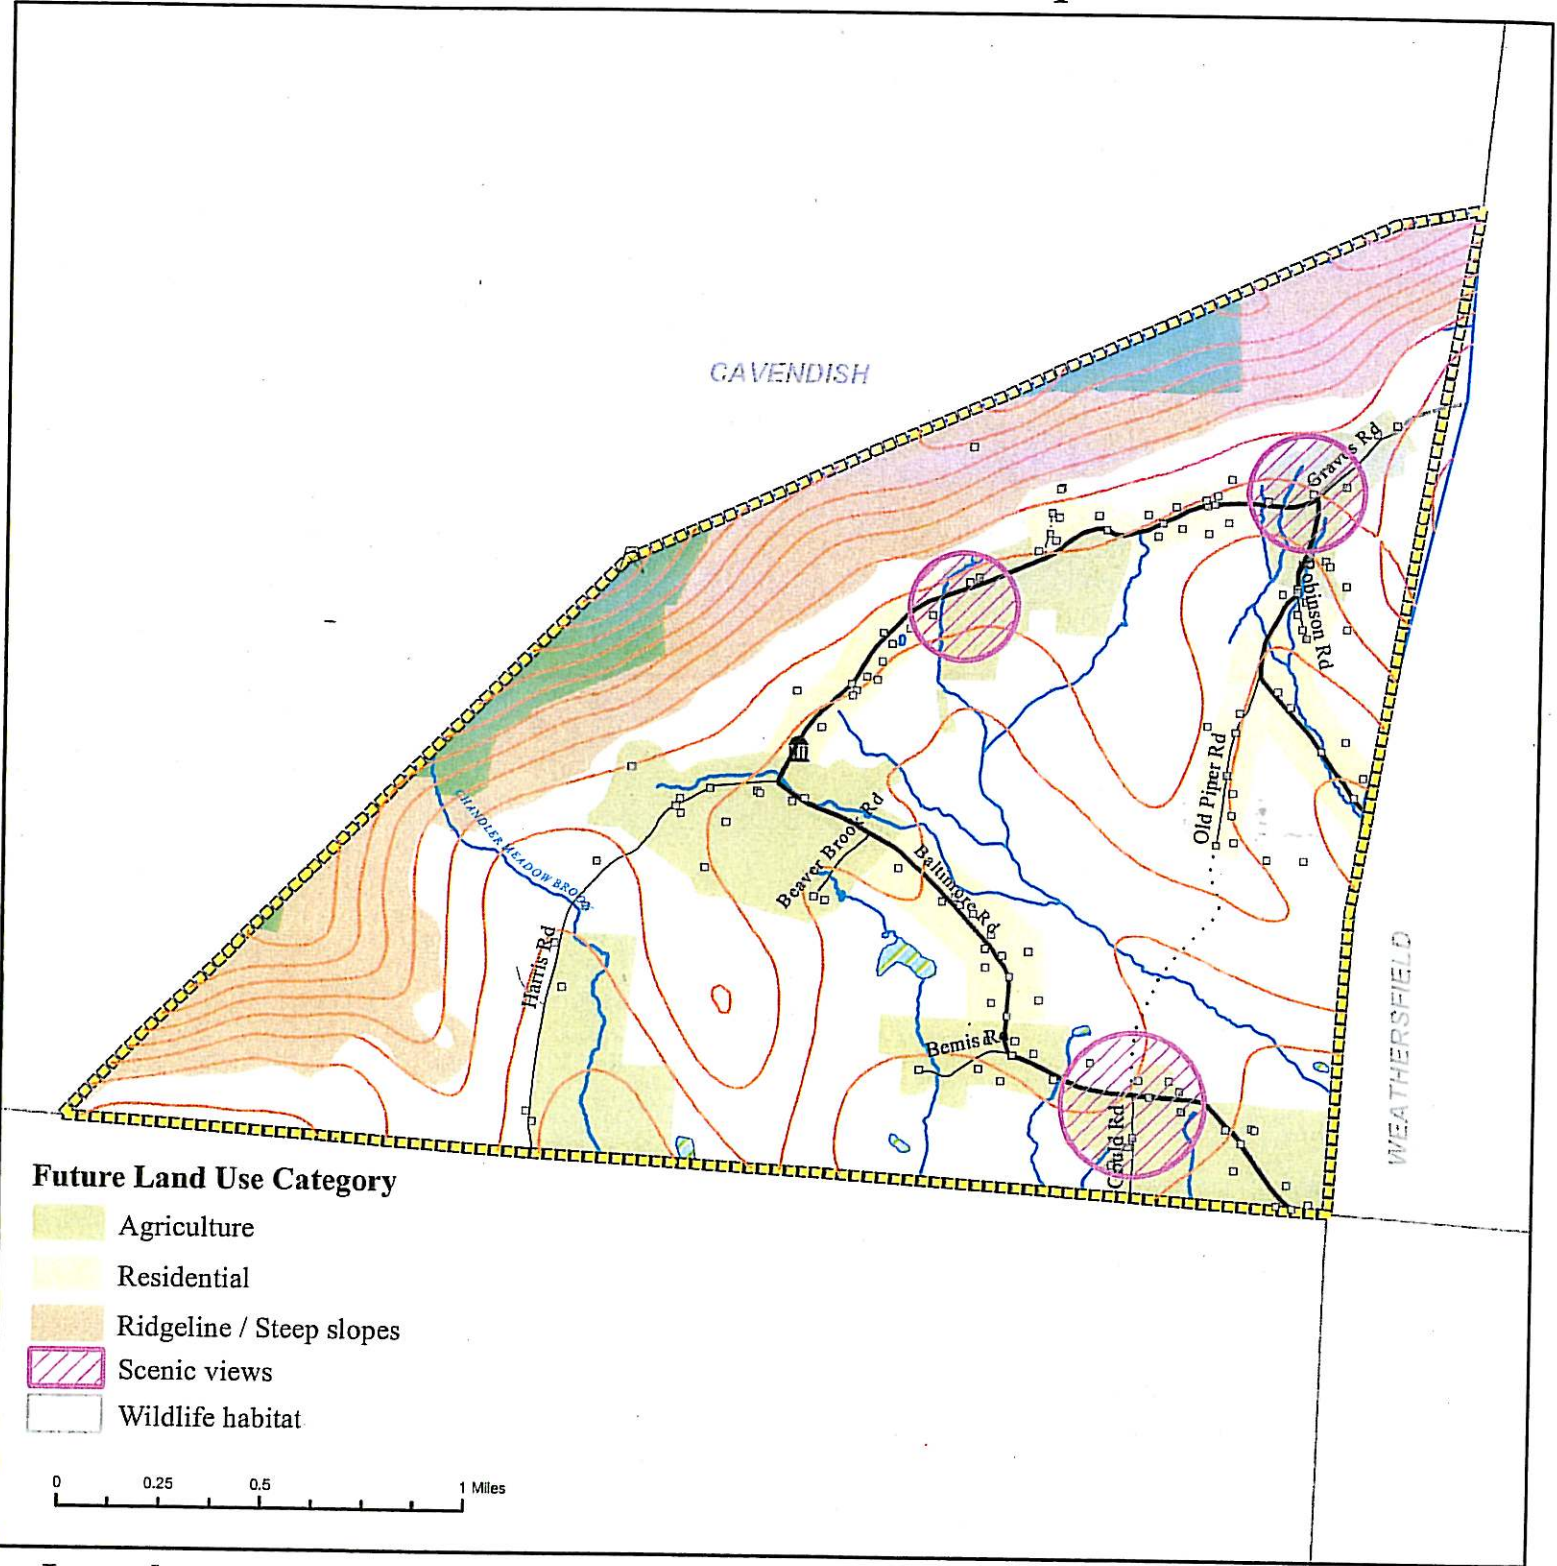 CAVENDISH
Graves Rd
Robinson Rd
Old Piper Rd
CHANDLER MEADOW BROOK
Beaver Brook Rd
Baltimore Rd
Harris Rd
Bemis Rd
Gould Rd
WEATHERSFIELD
Future Land Use Category
Agriculture
Residential
Ridgeline / Steep slopes
Scenic views
Wildlife habitat
0 0.25 0.5 1 Miles